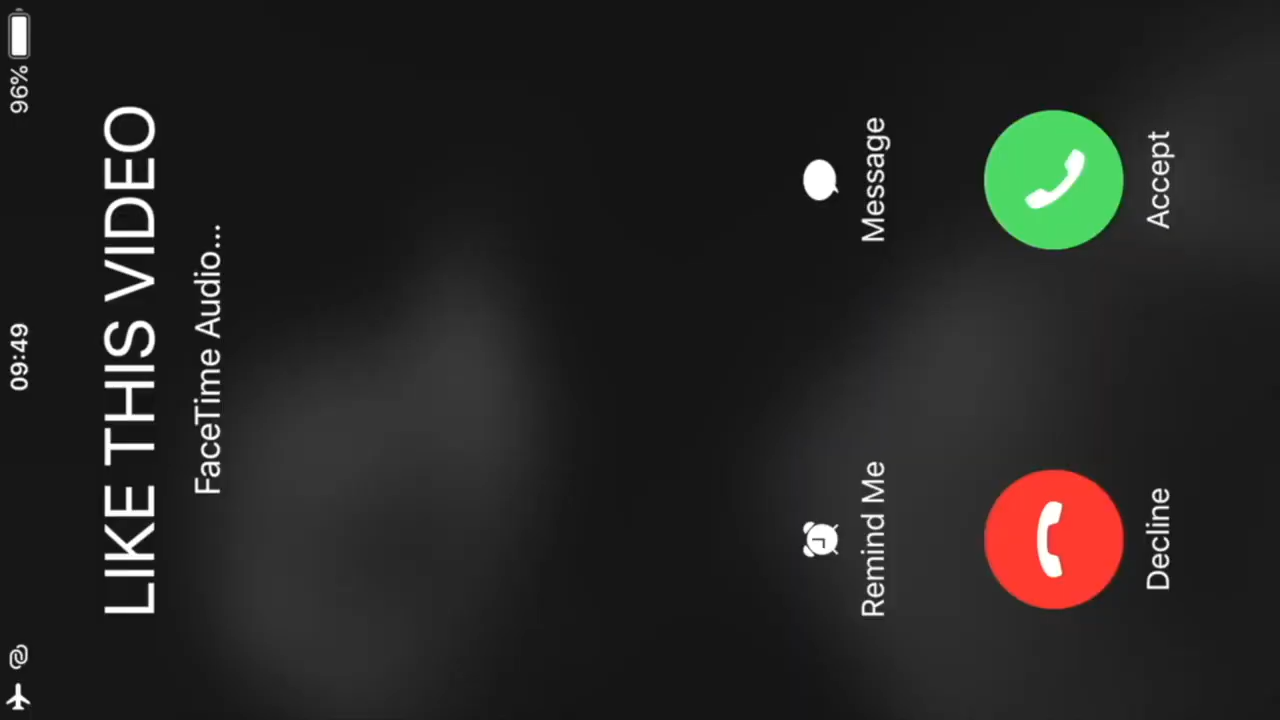 09:49
96%
LIKE THIS VIDEO
FaceTime Audio...
Remind Me
Message
Decline
Accept